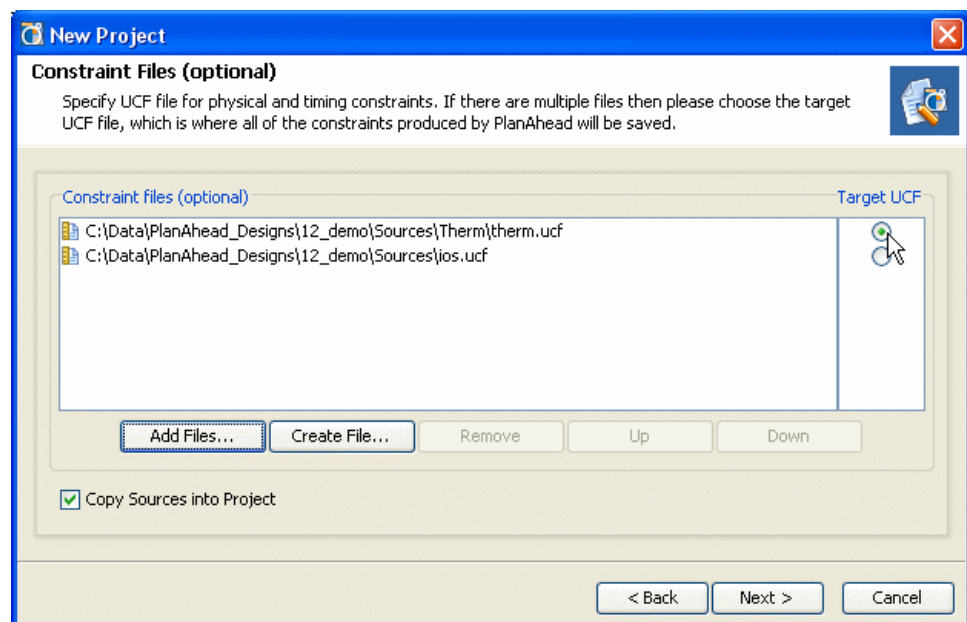 New Project
Constraint Files (optional)
Specify UCF file for physical and timing constraints. If there are multiple files then please choose the target
UCF file, which is where all of the constraints produced by PlanAhead will be saved.
Constraint files (optional) Target UCF
C:\Data\PlanAhead_Designs\12_demo\Sources\Therm\therm.ucf
C:\Data\PlanAhead_Designs\12_demo\Sources\ios.ucf
Add Files... Create File... Remove Up Down
Copy Sources into Project
< Back Next > Cancel